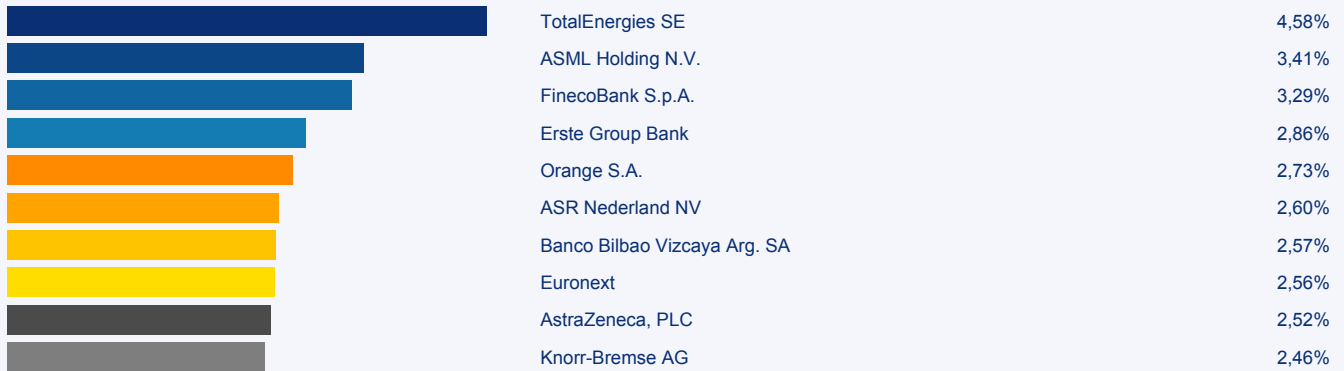 TotalEnergies SE 4,58%
ASML Holding N.V. 3,41%
FinecoBank S.p.A. 3,29%
Erste Group Bank 2,86%
Orange S.A. 2,73%
ASR Nederland NV 2,60%
Banco Bilbao Vizcaya Arg. SA 2,57%
Euronext 2,56%
AstraZeneca, PLC 2,52%
Knorr-Bremse AG 2,46%